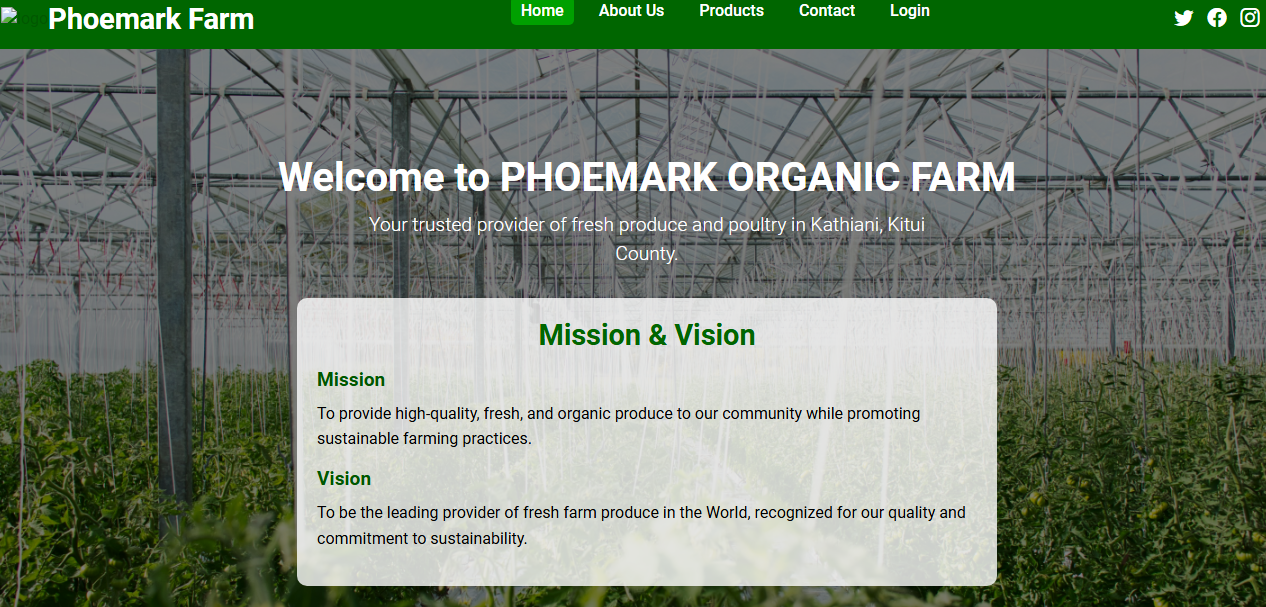 Phoemark Farm
Home About Us Products Contact Login
Welcome to PHOEMARK ORGANIC FARM
Your trusted provider of fresh produce and poultry in Kathiani, Kitui
County.
Mission & Vision
Mission
To provide high-quality, fresh, and organic produce to our community while promoting
sustainable farming practices.
Vision
To be the leading provider of fresh farm produce in the World, recognized for our quality and
commitment to sustainability.